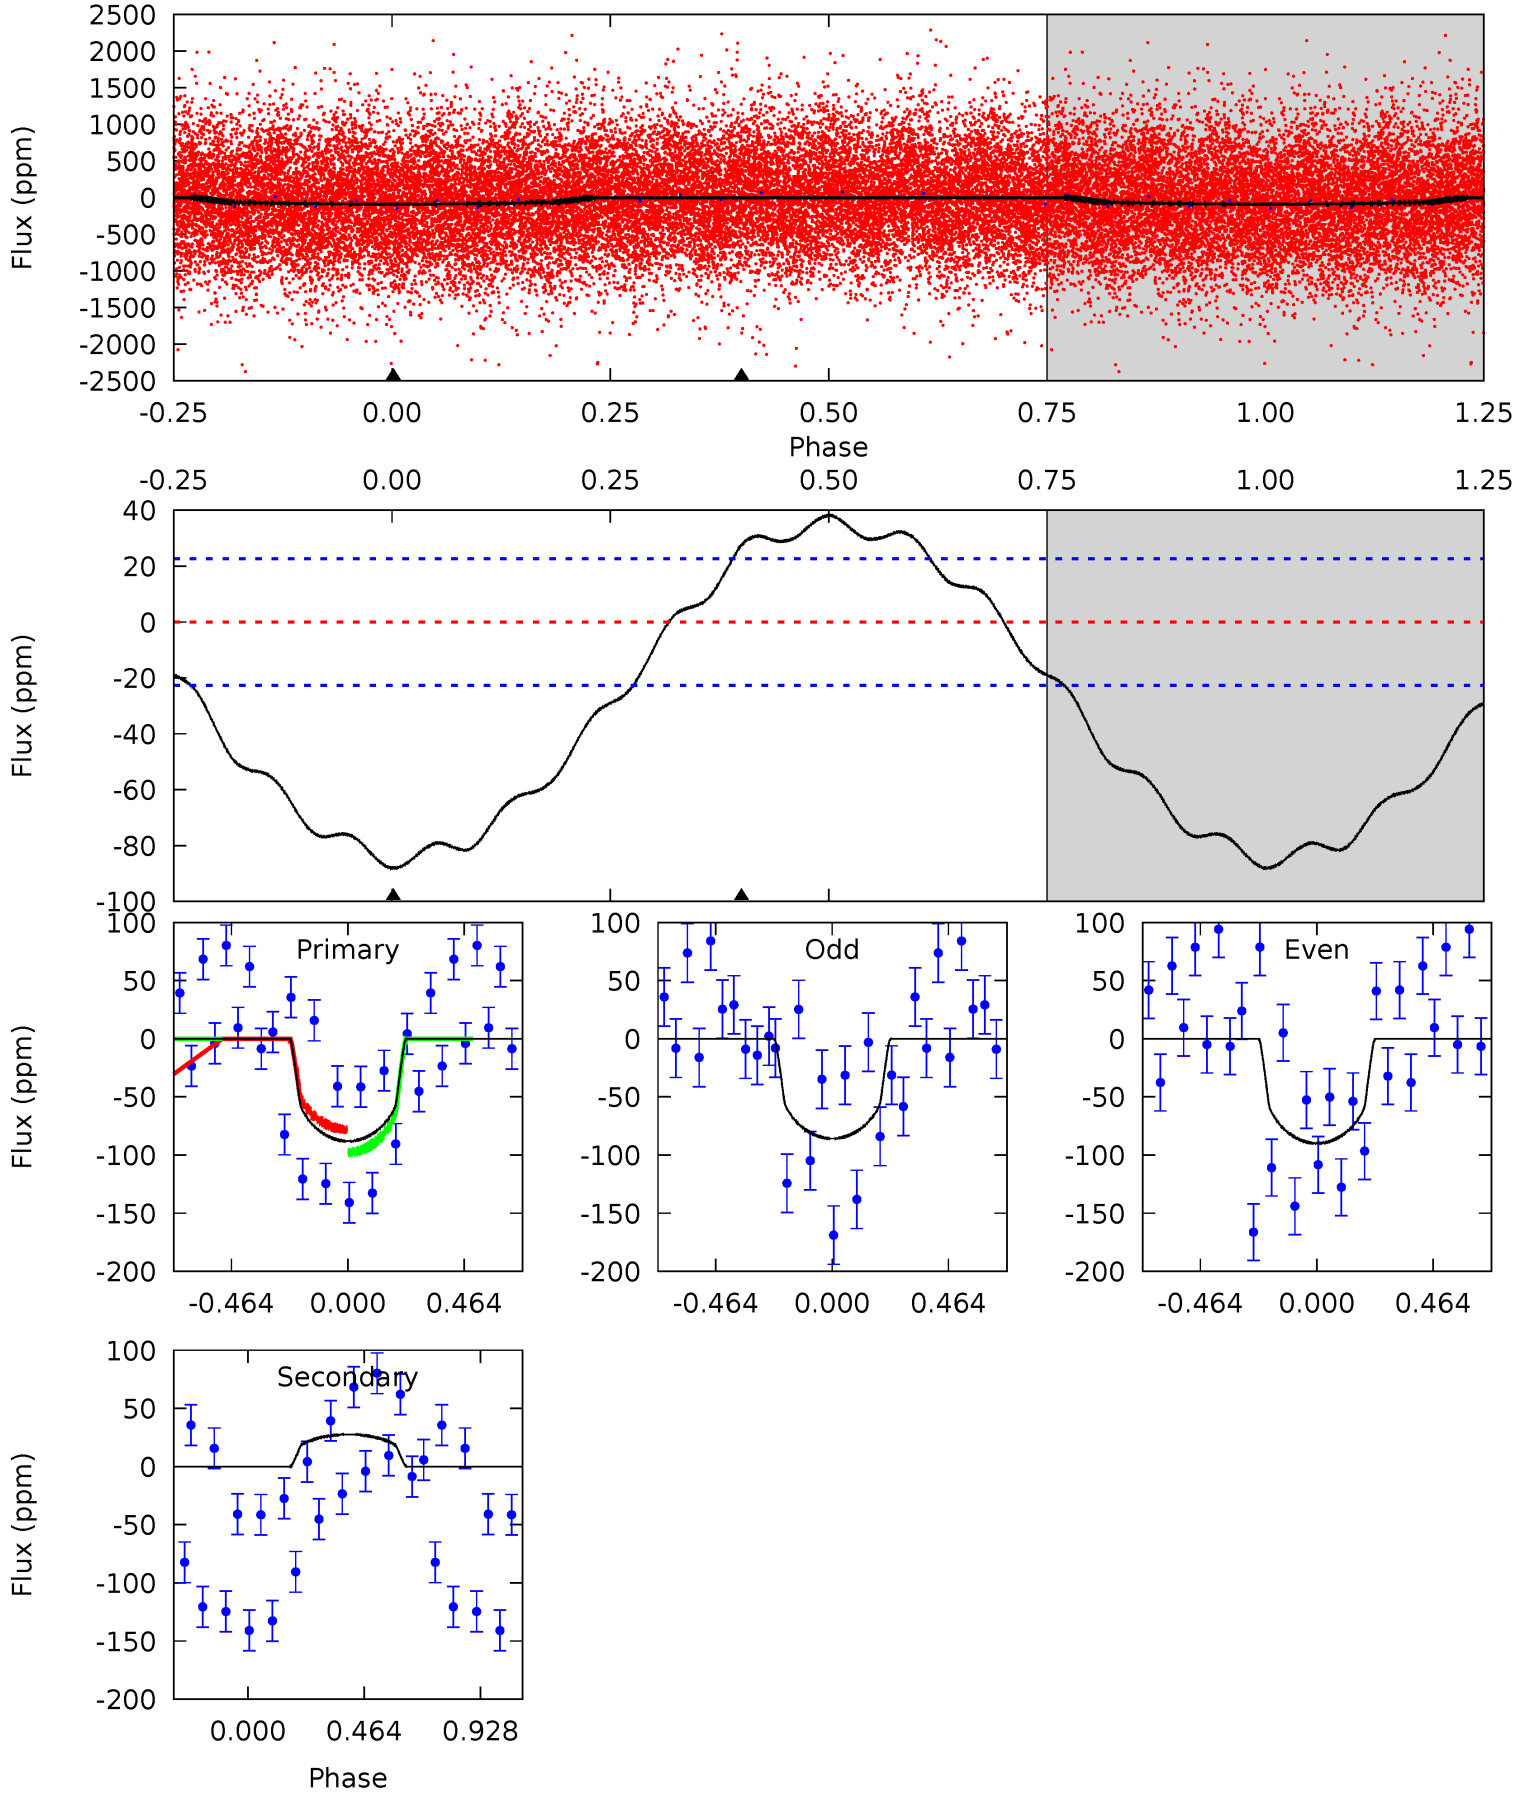 2500
2000
1500
1000
500
0
-500
-1000
-1500
-2000
-2500
Flux (ppm)
-0.25 0.00 0.25 0.50 0.75 1.00 1.25
Phase
-0.25 0.00 0.25 0.50 0.75 1.00 1.25
40
20
0
-20
-40
-60
-80
-100
Flux (ppm)
Primary Odd Even
100 100 100
50 50 50
0 0 0
-50 -50 -50
-100 -100 -100
-150 -150 -150
-200 -200 -200
Flux (ppm)
-0.464 0.000 0.464 -0.464 0.000 0.464 -0.464 0.000 0.464
Secondary
100
50
0
-50
-100
-150
-200
Flux (ppm)
0.000 0.464 0.928
Phase